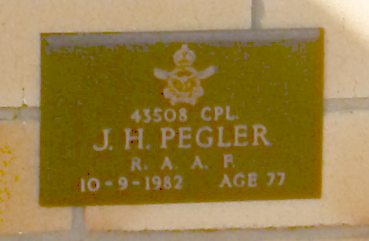 43508 CPL.
J. H. PEGLER
R. A. A. F.
10-9-1982 AGE 77